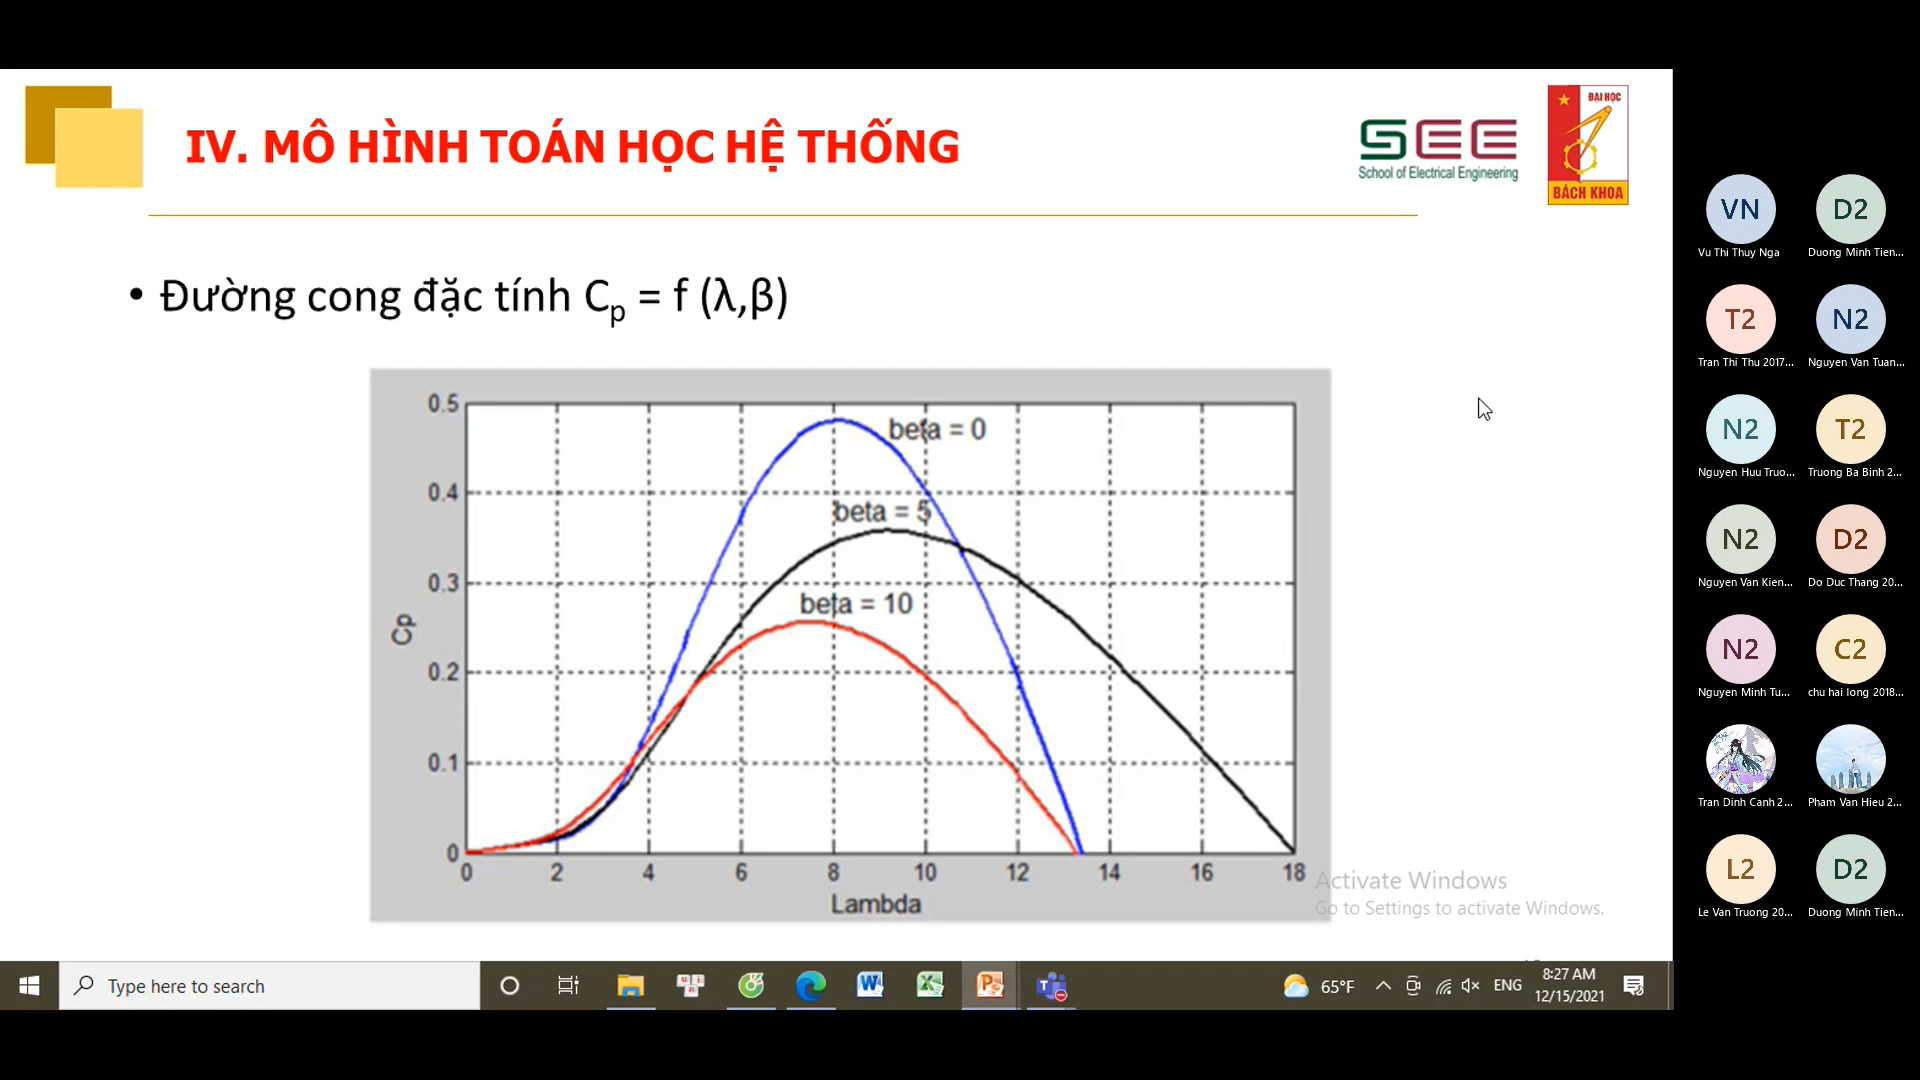 IV. MÔ HÌNH TOÁN HỌC HỆ THỐNG
SEE
School of Electrical Engineering
ĐẠI HỌC
BÁCH KHOA
• Đường cong đặc tính Cp = f (λ,β)
0.5
0.4
0.3
0.2
0.1
0
Cp
beta = 0
beta = 5
beta = 10
0 2 4 6 8 10 12 14 16 18
Lambda
Activate Windows
Go to Settings to activate Windows.
Type here to search
65°F
ENG
8:27 AM
12/15/2021
VN D2
Vu Thi Thuy Nga Duong Minh Tien...
T2 N2
Tran Thi Thu 2017... Nguyen Van Tuan...
N2 T2
Nguyen Huu Truo... Truong Ba Binh 2...
N2 D2
Nguyen Van Kien... Do Duc Thang 20...
N2 C2
Nguyen Minh Tu... chu hai long 2018...
Tran Dinh Canh 2... Pham Van Hieu 2...
L2 D2
Le Van Truong 20... Duong Minh Tien...